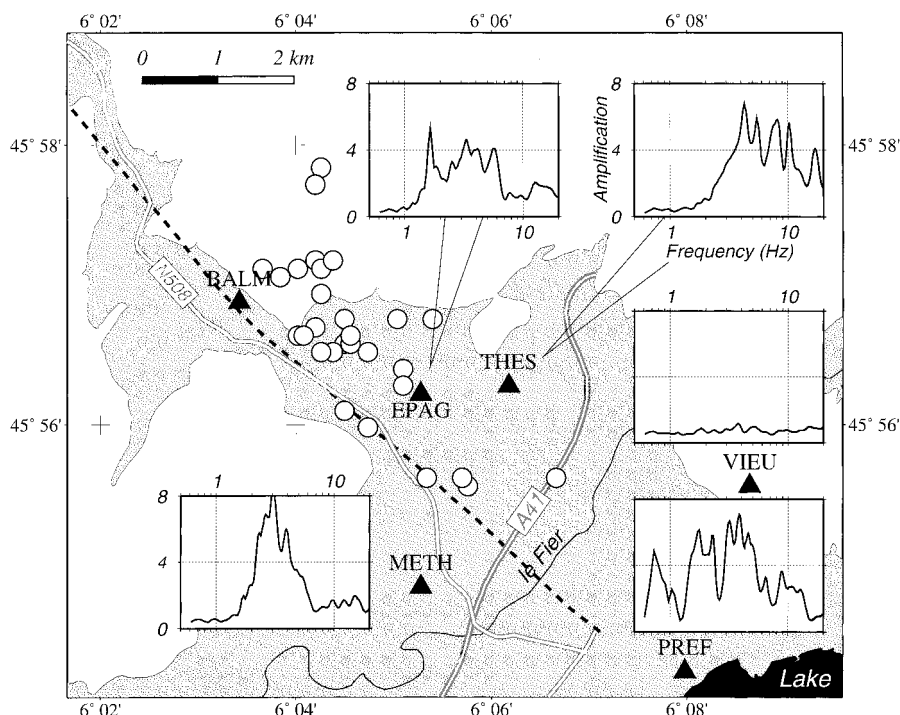 6° 02' 6° 04' 6° 06' 6° 08'
0 1 2 km
8
4
0
1 10
8
4
0
Amplification
1 10
Frequency (Hz)
45° 58' 45° 58'
N508
BALM
1 10
THES
EPAG
45° 56' 45° 56'
VIEU
1 10
8
4
0
A41
le Fier
METH
PREF
Lake
6° 02' 6° 04' 6° 06' 6° 08'